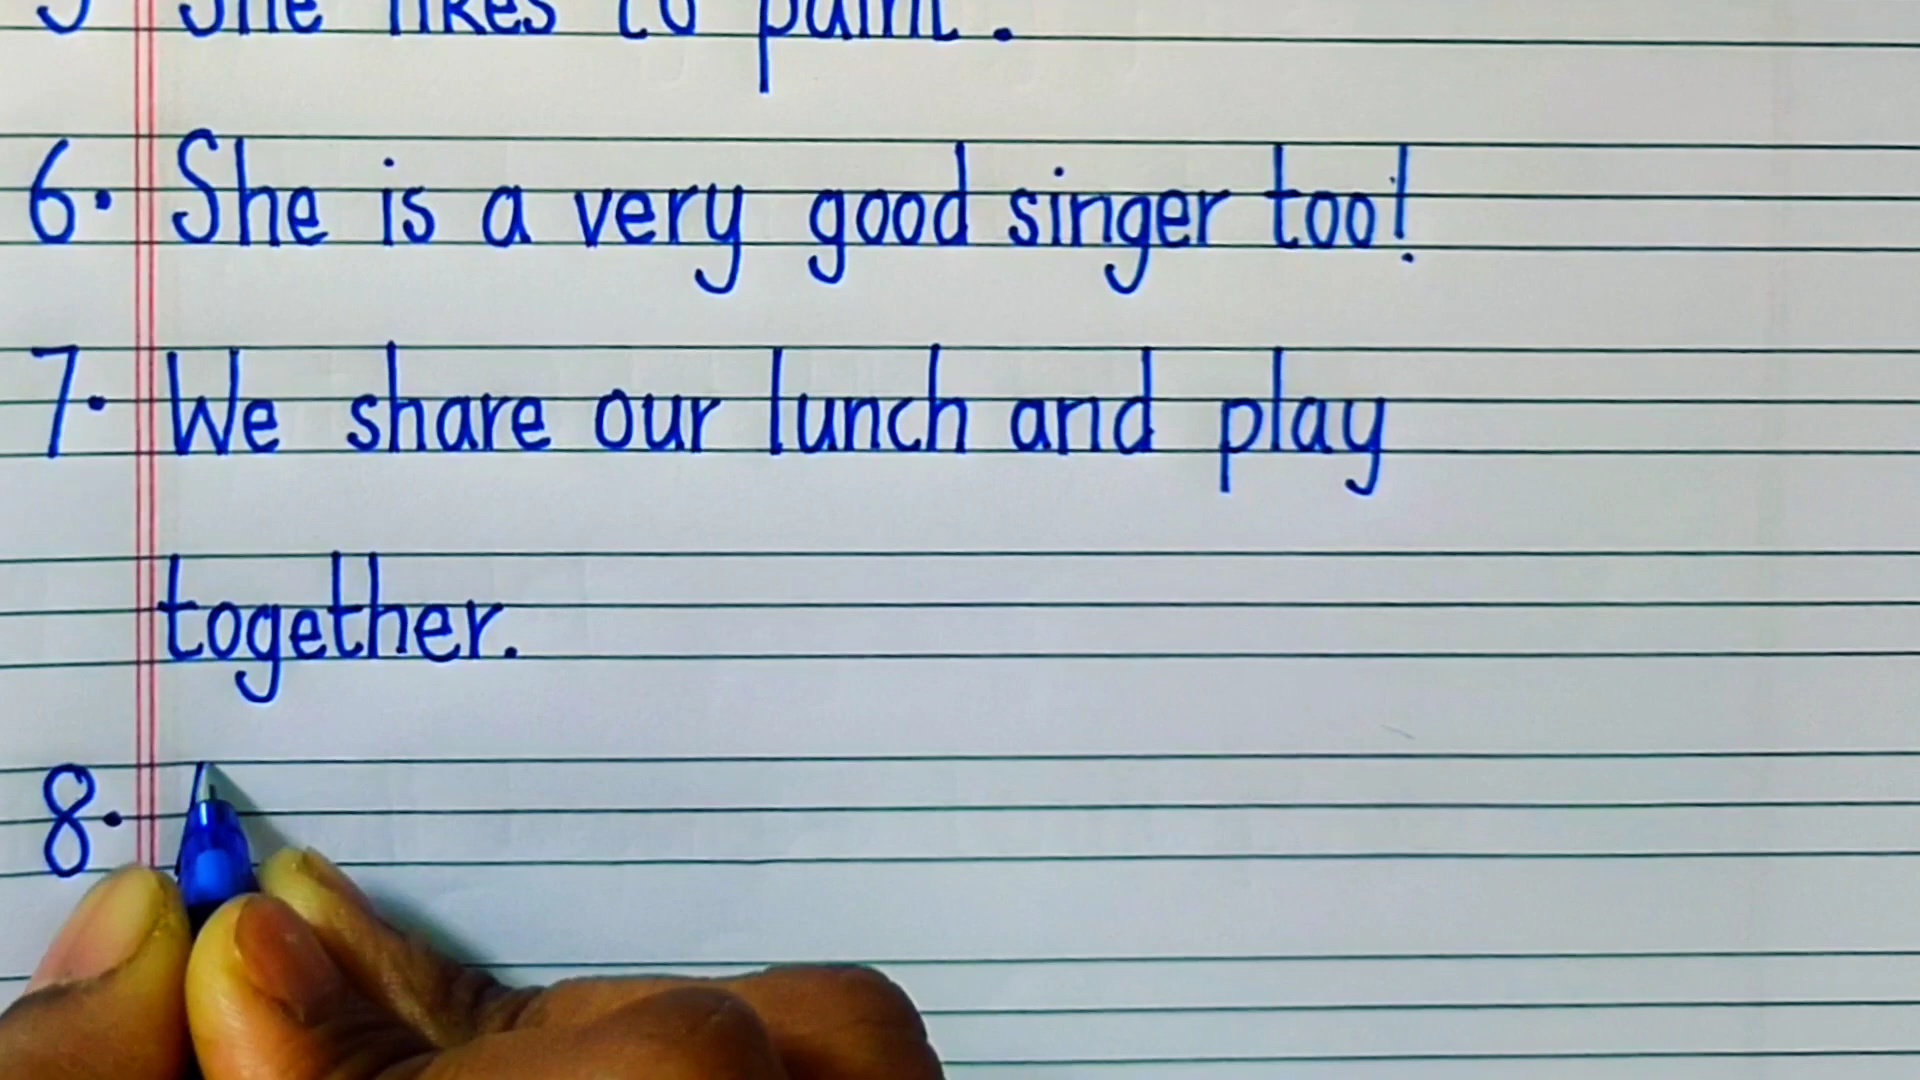 5 She likes to paint.
6. She is a very good singer too!
7. We share our lunch and play
together.
8.